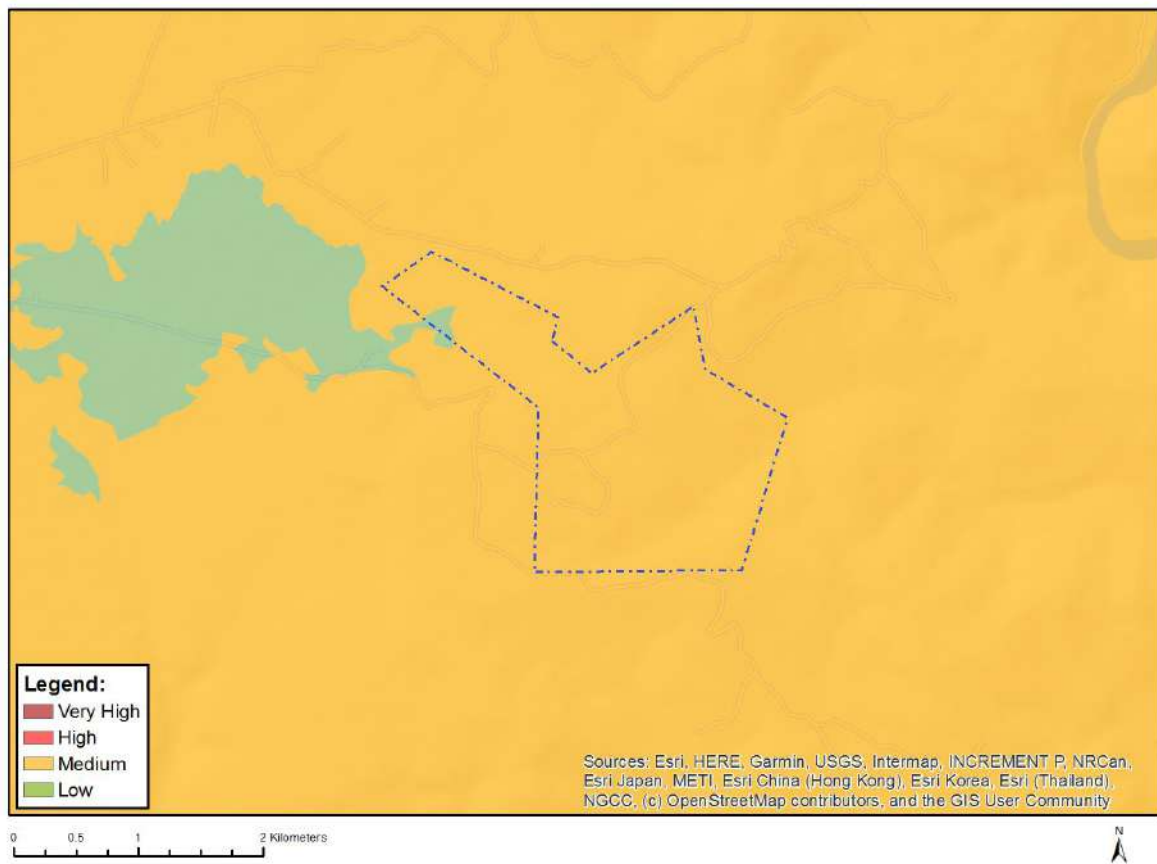 Legend:
Very High
High
Medium
Low
Sources: Esri, HERE, Garmin, USGS, Intermap, INCREMENT P, NRCan,
Esri Japan, METI, Esri China (Hong Kong), Esri Korea, Esri (Thailand),
NGCC, (c) OpenStreetMap contributors, and the GIS User Community
0 0.5 1 2 Kilometers
N